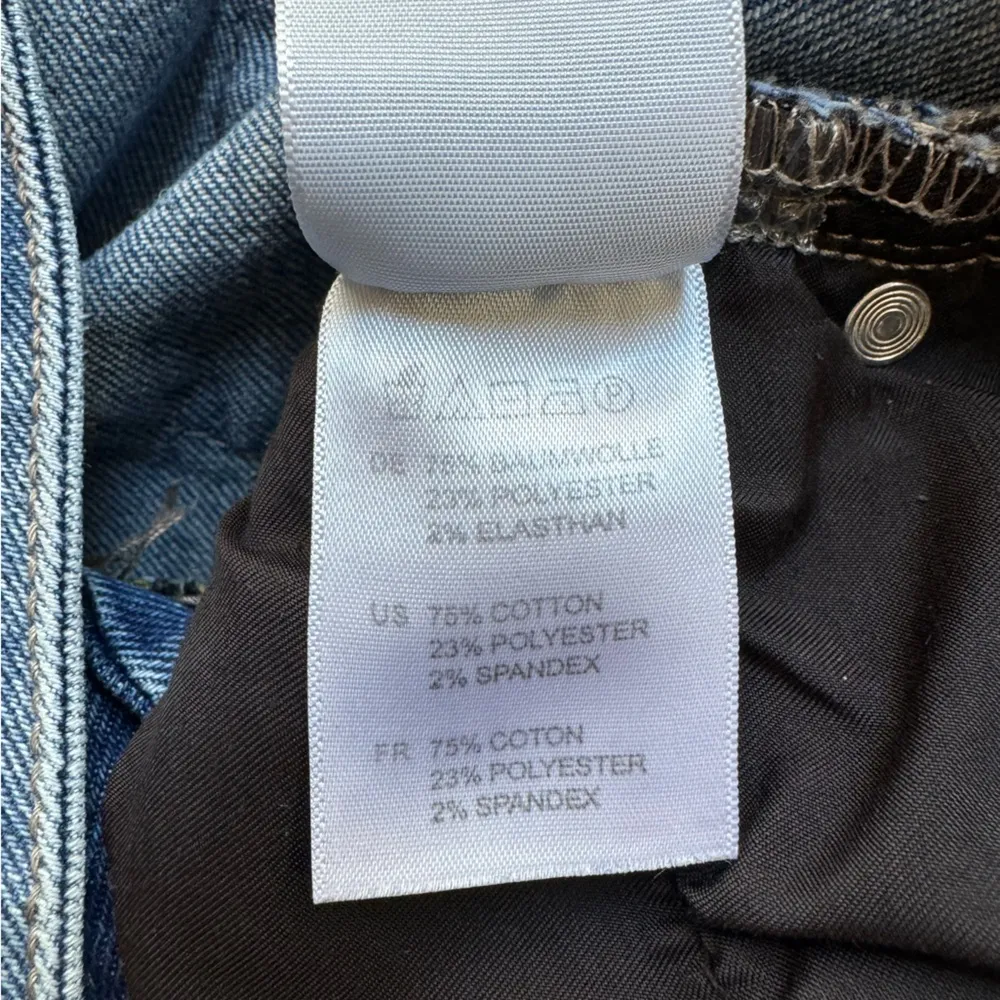 P
DE 75% BAUMWOLLE
23% POLYESTER
2% ELASTHAN
US 75% COTTON
23% POLYESTER
2% SPANDEX
FR 75% COTON
23% POLYESTER
2% SPANDEX